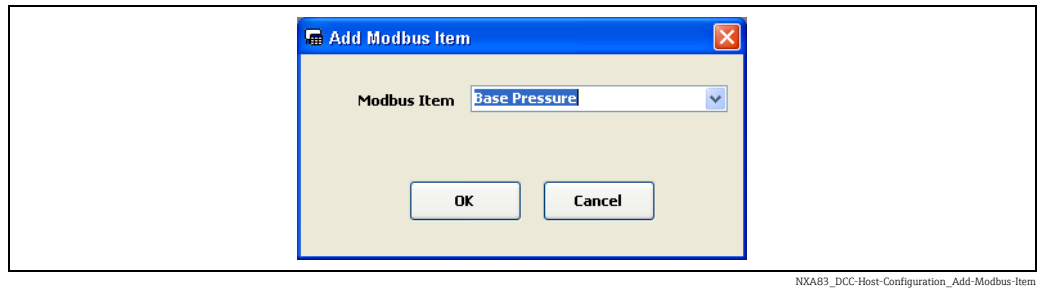 Add Modbus Item
Modbus Item Base Pressure
OK Cancel
NXA83_DCC-Host-Configuration_Add-Modbus-Item